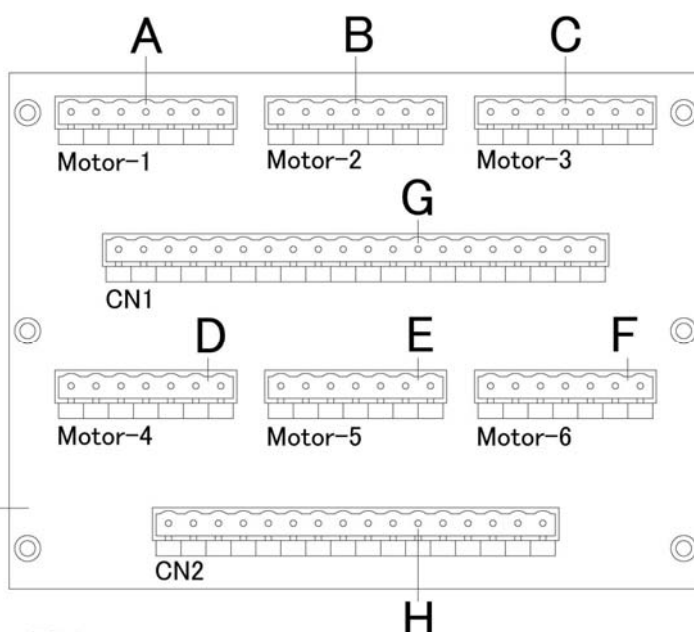 A B C
Motor-1 Motor-2 Motor-3
G
CN1
D E F
Motor-4 Motor-5 Motor-6
CN2
H